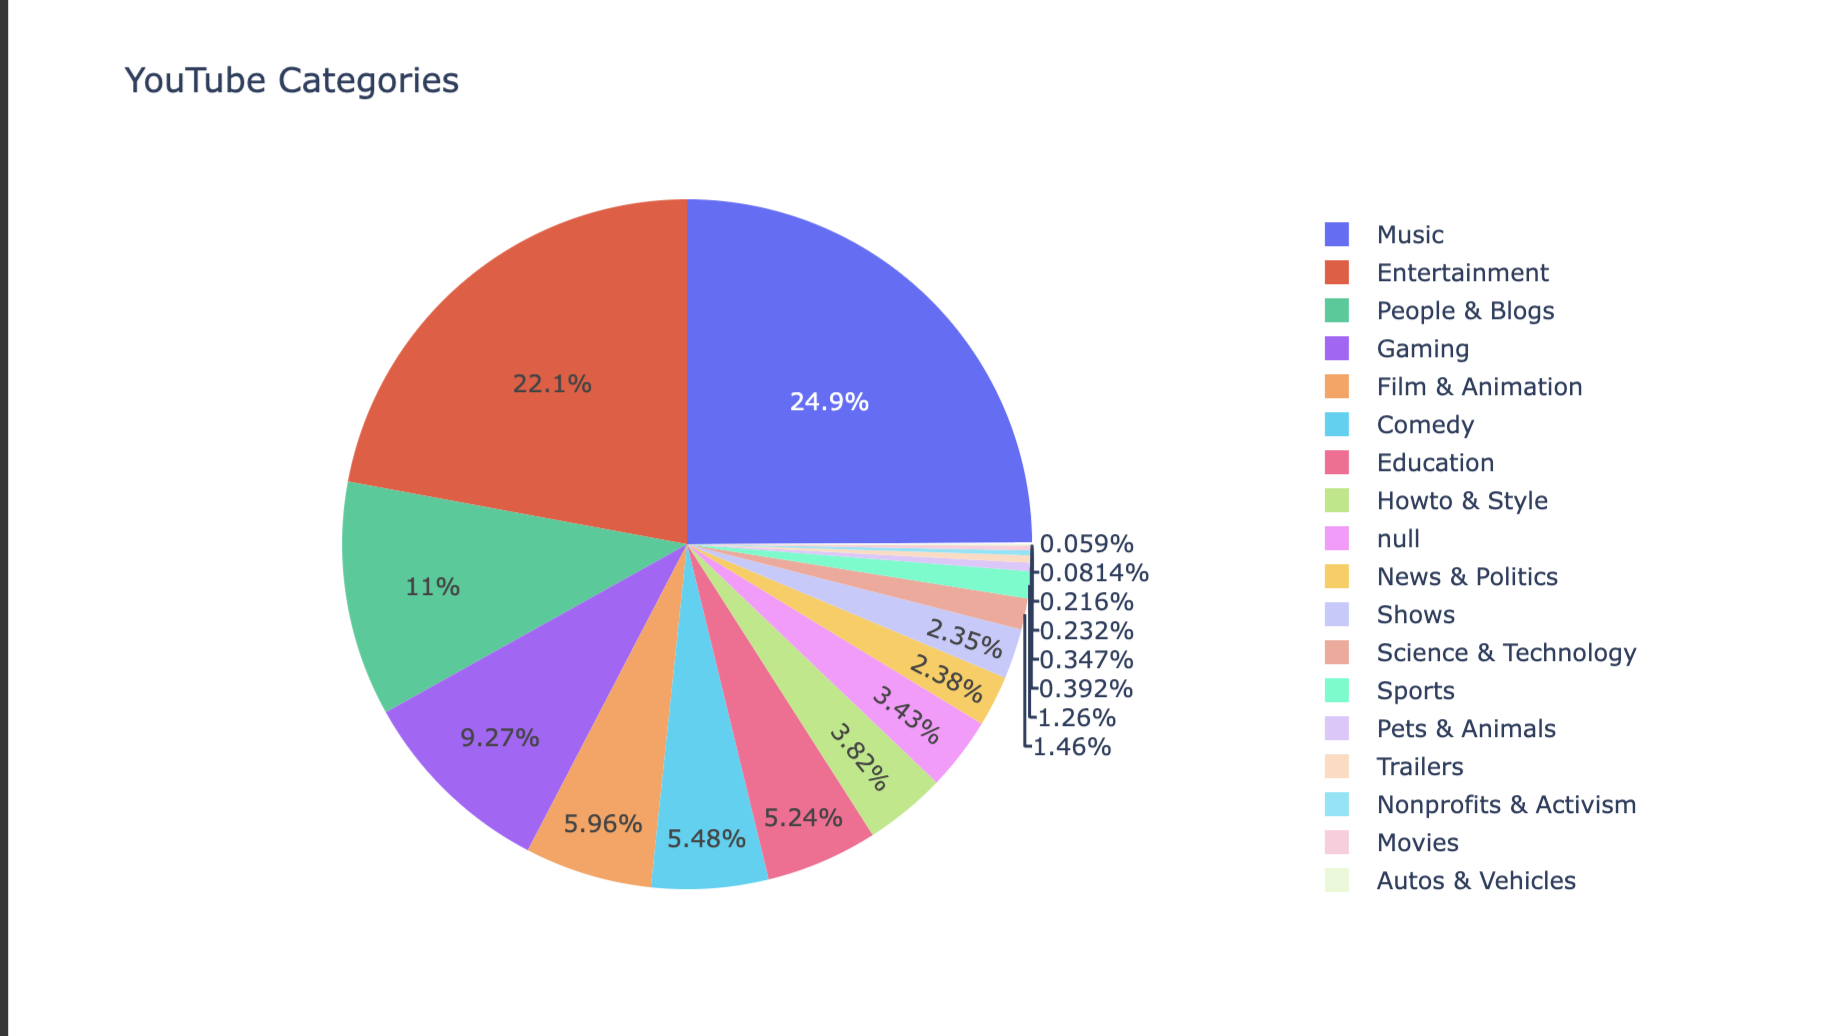 YouTube Categories
24.9%
22.1%
11%
9.27%
5.96%
5.48%
5.24%
3.82%
3.43%
2.38%
2.35%
0.059%
0.0814%
0.216%
0.232%
0.347%
0.392%
1.26%
1.46%
Music
Entertainment
People & Blogs
Gaming
Film & Animation
Comedy
Education
Howto & Style
null
News & Politics
Shows
Science & Technology
Sports
Pets & Animals
Trailers
Nonprofits & Activism
Movies
Autos & Vehicles